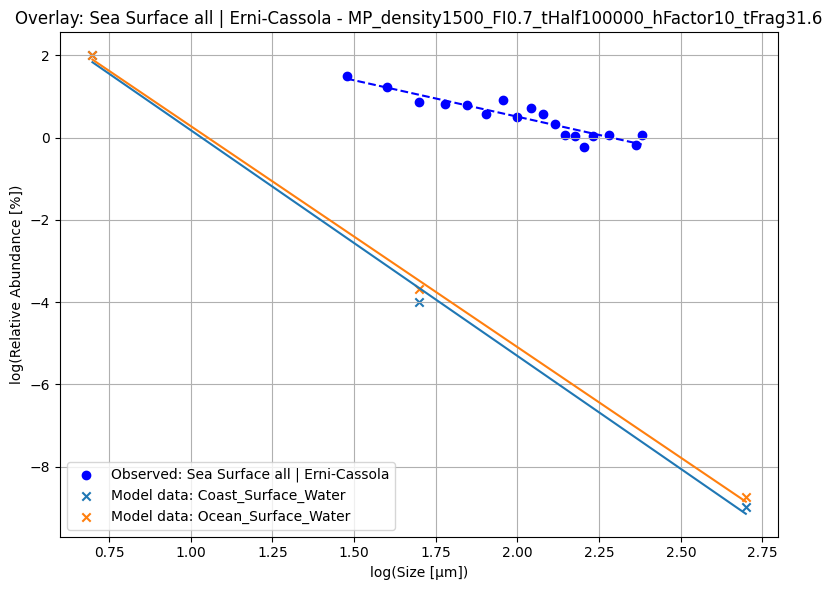 Overlay: Sea Surface all | Erni-Cassola - MP_density1500_FI0.7_tHalf100000_hFactor10_tFrag31.6
log(Relative Abundance [%])
2
0
−2
−4
−6
−8
Observed: Sea Surface all | Erni-Cassola
Model data: Coast_Surface_Water
Model data: Ocean_Surface_Water
0.75 1.00 1.25 1.50 1.75 2.00 2.25 2.50 2.75
log(Size [μm])